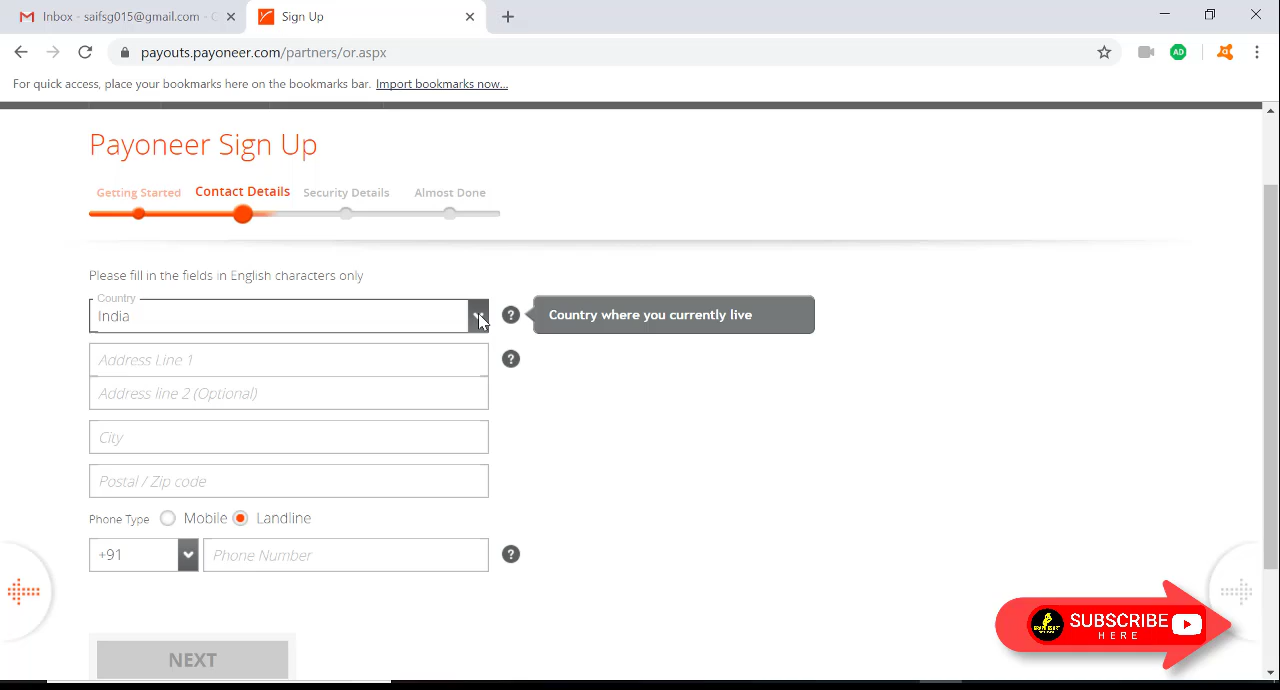 Inbox - saifsg015@gmail.com - G
Sign Up
payouts.payoneer.com/partners/or.aspx
AD
For quick access, place your bookmarks here on the bookmarks bar. Import bookmarks now...
Payoneer Sign Up
Getting Started
Contact Details
Security Details
Almost Done
Please fill in the fields in English characters only
Country
India
?
Country where you currently live
Address Line 1
?
Address line 2 (Optional)
City
Postal / Zip code
Phone Type
Mobile
Landline
+91
Phone Number
?
SUBSCRIBE
HERE
NEXT